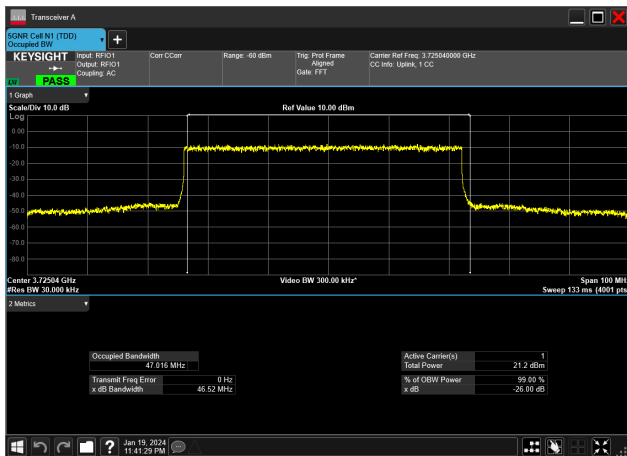 Transceiver A
5GNR Cell N1 (TDD)
Occupied BW
KEYSIGHT
Input: RFIO1
Output: RFIO1
Coupling: AC
Corr CCorr
Range: -60 dBm
Trig: Prot Frame
Aligned
Gate: FFT
Carrier Ref Freq: 3.725040000 GHz
CC Info: Uplink, 1 CC
PASS
1 Graph
Scale/Div 10.0 dB
Ref Value 10.00 dBm
Log
0.00
-10.0
-20.0
-30.0
-40.0
-50.0
-60.0
-70.0
-80.0
Center 3.72504 GHz
Video BW 300.00 kHz*
Span 100 MH
#Res BW 30.000 kHz
Sweep 133 ms (4001 pts
2 Metrics
Occupied Bandwidth
47.016 MHz
Active Carrier(s) 1
Total Power 21.2 dBm
Transmit Freq Error 0 Hz
x dB Bandwidth 46.52 MHz
% of OBW Power 99.00 %
x dB -26.00 dB
?
Jan 19, 2024
11:41:29 PM